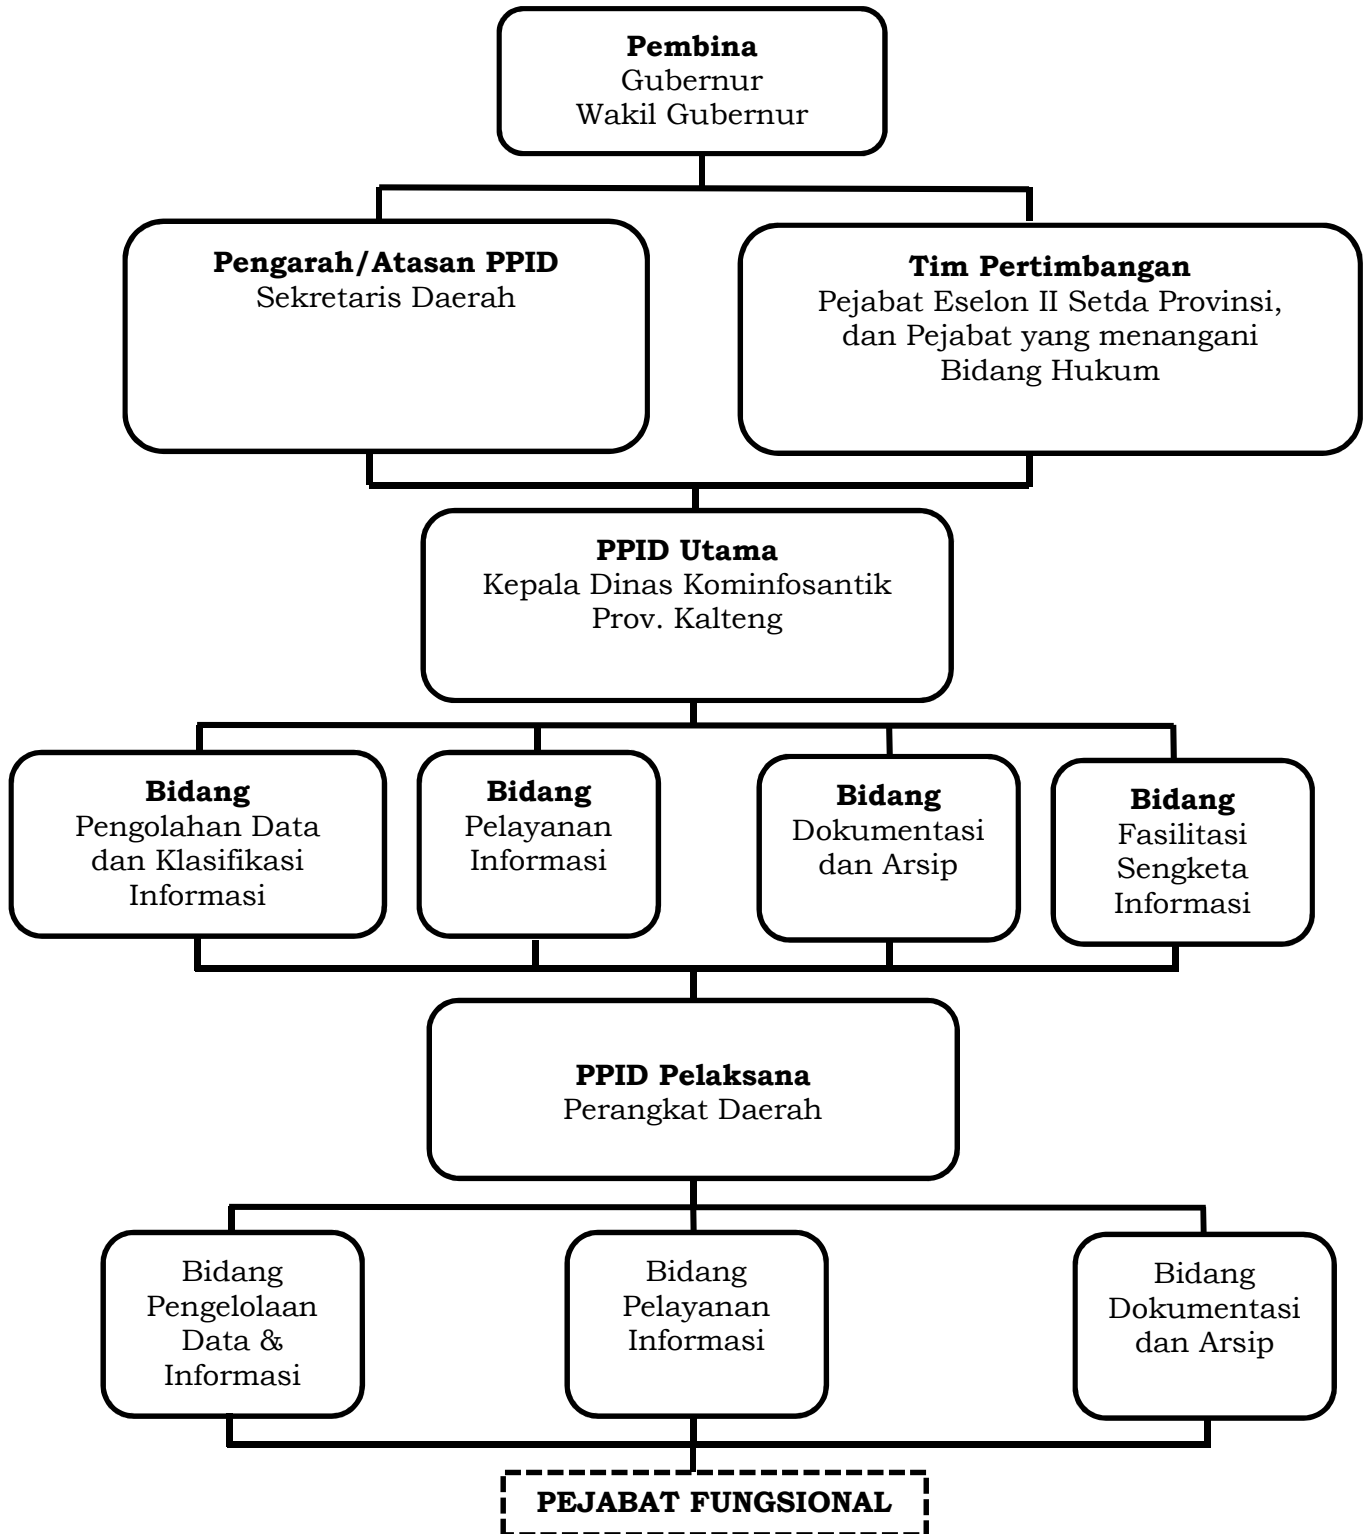 Pembina
Gubernur
Wakil Gubernur
Pengarah/Atasan PPID
Sekretaris Daerah
Tim Pertimbangan
Pejabat Eselon II Setda Provinsi,
dan Pejabat yang menangani
Bidang Hukum
PPID Utama
Kepala Dinas Kominfosantik
Prov. Kalteng
Bidang
Pengolahan Data
dan Klasifikasi
Informasi
Bidang
Pelayanan
Informasi
Bidang
Dokumentasi
dan Arsip
Bidang
Fasilitasi
Sengketa
Informasi
PPID Pelaksana
Perangkat Daerah
Bidang
Pengelolaan
Data &
Informasi
Bidang
Pelayanan
Informasi
Bidang
Dokumentasi
dan Arsip
PEJABAT FUNGSIONAL